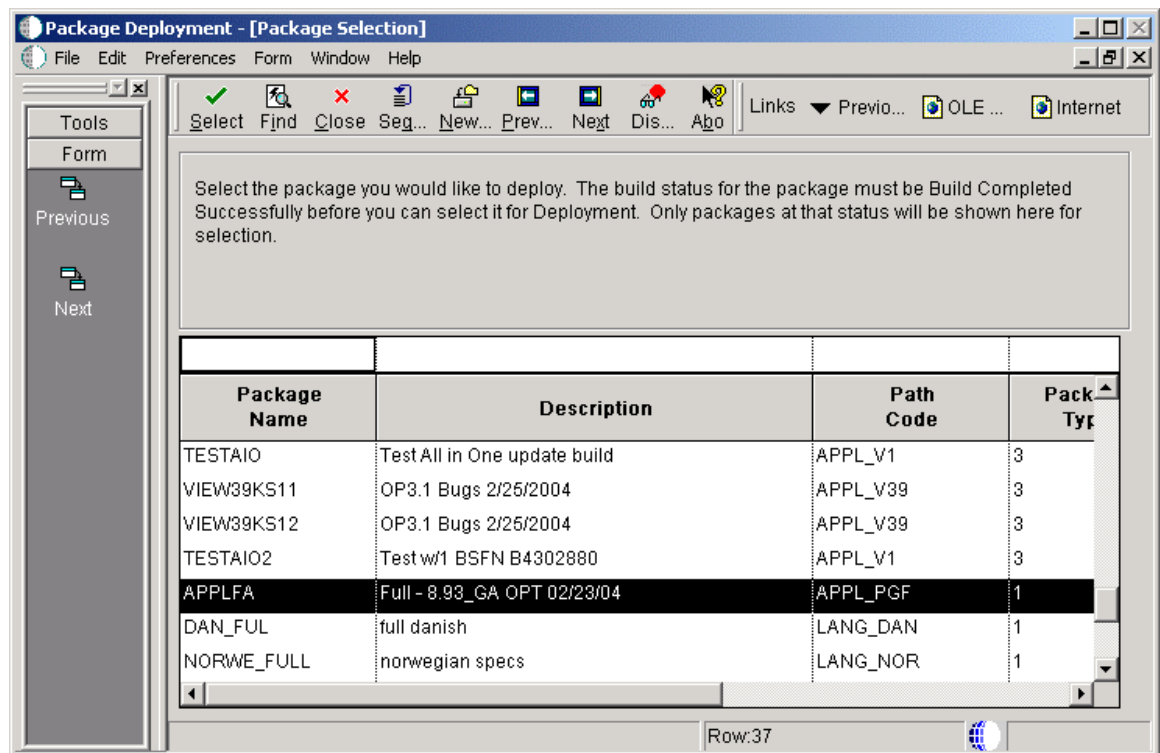 Package Deployment - [Package Selection]
File Edit Preferences Form Window Help
Tools
Form
Previous
Next
Select Find Close Seq... New... Prev... Next Dis... Abo Links Previo... OLE ... Internet
Select the package you would like to deploy. The build status for the package must be Build Completed
Successfully before you can select it for Deployment. Only packages at that status will be shown here for
selection.
Package Name Description Path Code Pack Typ
TESTAIO Test All in One update build APPL_V1 3
VIEW39KS11 OP3.1 Bugs 2/25/2004 APPL_V39 3
VIEW39KS12 OP3.1 Bugs 2/25/2004 APPL_V39 3
TESTAIO2 Test w/1 BSFN B4302880 APPL_V1 3
APPLFA Full - 8.93_GA OPT 02/23/04 APPL_PGF 1
DAN_FUL full danish LANG_DAN 1
NORWE_FULL norwegian specs LANG_NOR 1
Row:37